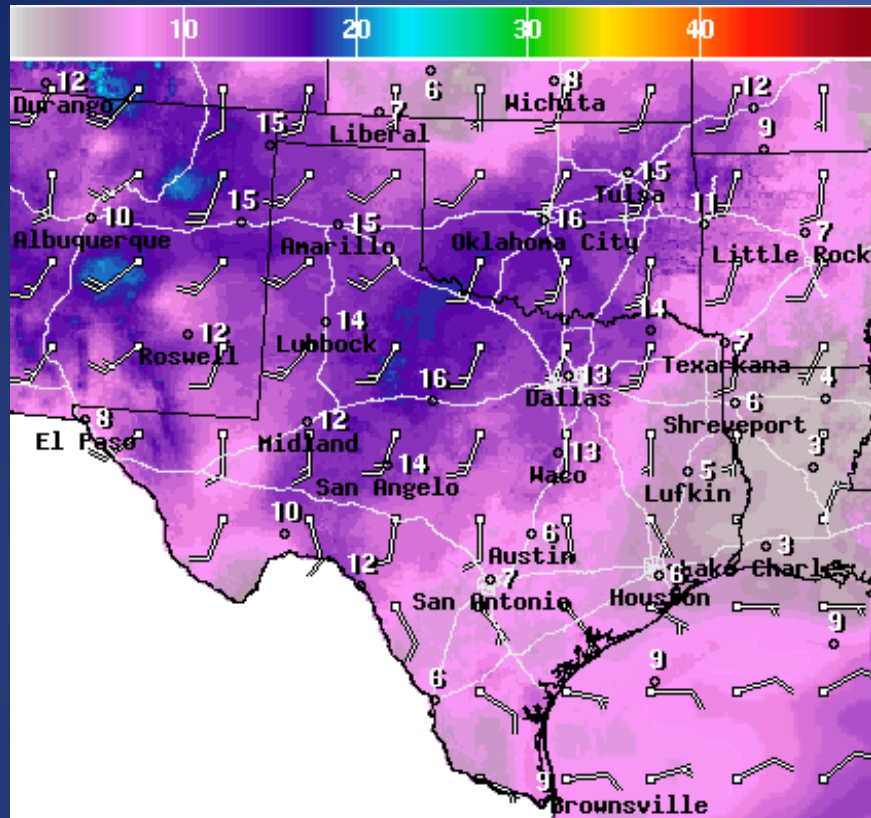 10 20 30 40
12 6 8 12
Durango Wichita
7
Liberal
15 9
15 15
Tulsa
10 15 15 16 11 7
Albuquerque Amarillo Oklahoma City Little Rock
12 14 14 7
Roswell Lubbock Texarkana
13
Dallas
16 6 4
8 12 Shreveport
El Paso Midland
14 13 5 3
San Angelo Waco Lufkin
10 6 3
Austin Lake Charles
12 7 6
San Antonio Houston
9
6 9
9
Brownsville